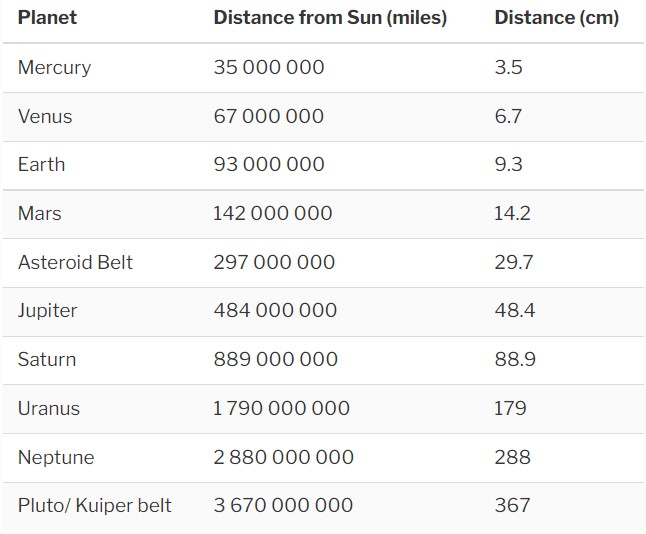 Planet Distance from Sun (miles) Distance (cm)
Mercury 35 000 000 3.5
Venus 67 000 000 6.7
Earth 93 000 000 9.3
Mars 142 000 000 14.2
Asteroid Belt 297 000 000 29.7
Jupiter 484 000 000 48.4
Saturn 889 000 000 88.9
Uranus 1 790 000 000 179
Neptune 2 880 000 000 288
Pluto/ Kuiper belt 3 670 000 000 367